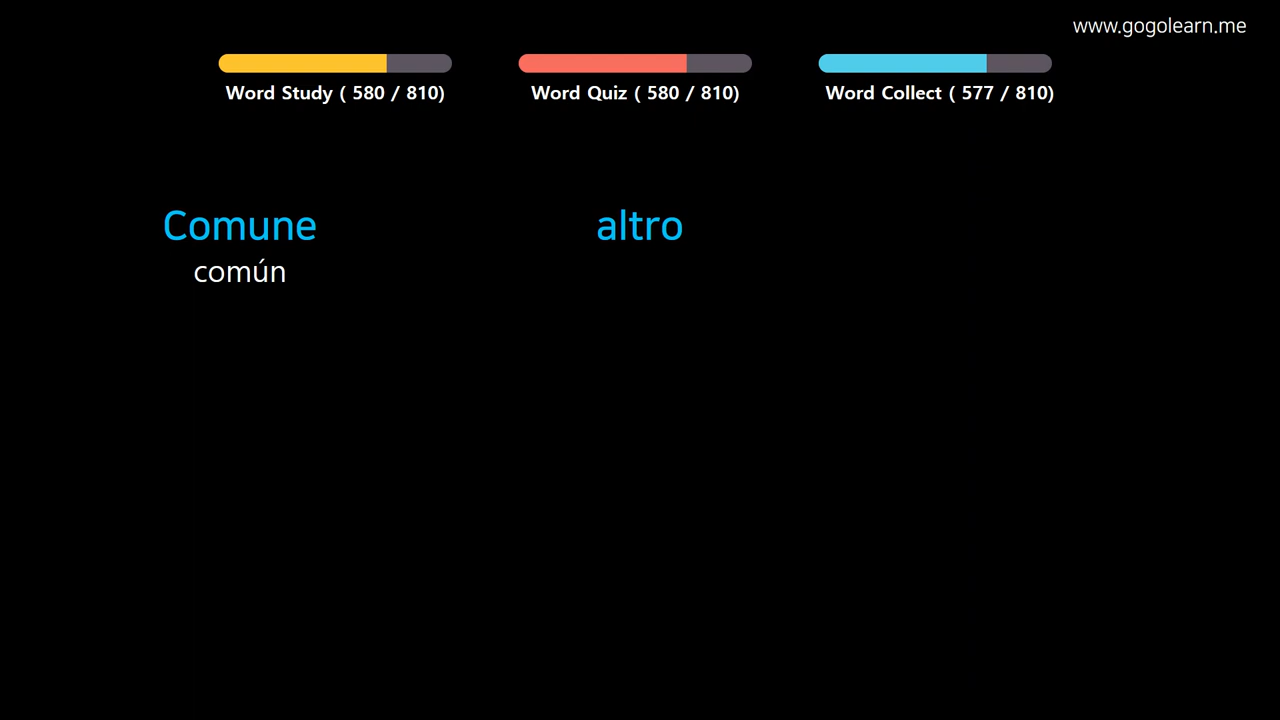 www.gogolearn.me
Word Study ( 580 / 810)
Word Quiz ( 580 / 810)
Word Collect ( 577 / 810)
Comune
común
altro